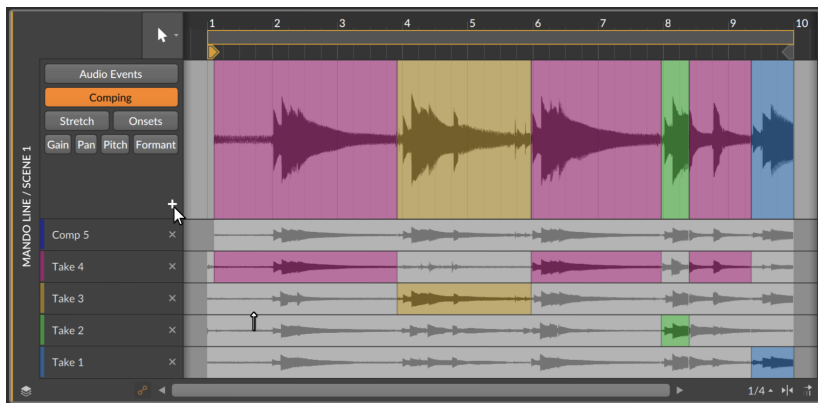 1 2 3 4 5 6 7 8 9 10
Audio Events
Comping
Stretch Onsets
Gain Pan Pitch Formant
MANDO LINE / SCENE 1
+
Comp 5 ×
Take 4 ×
Take 3 ×
Take 2 ×
Take 1 ×
1/4